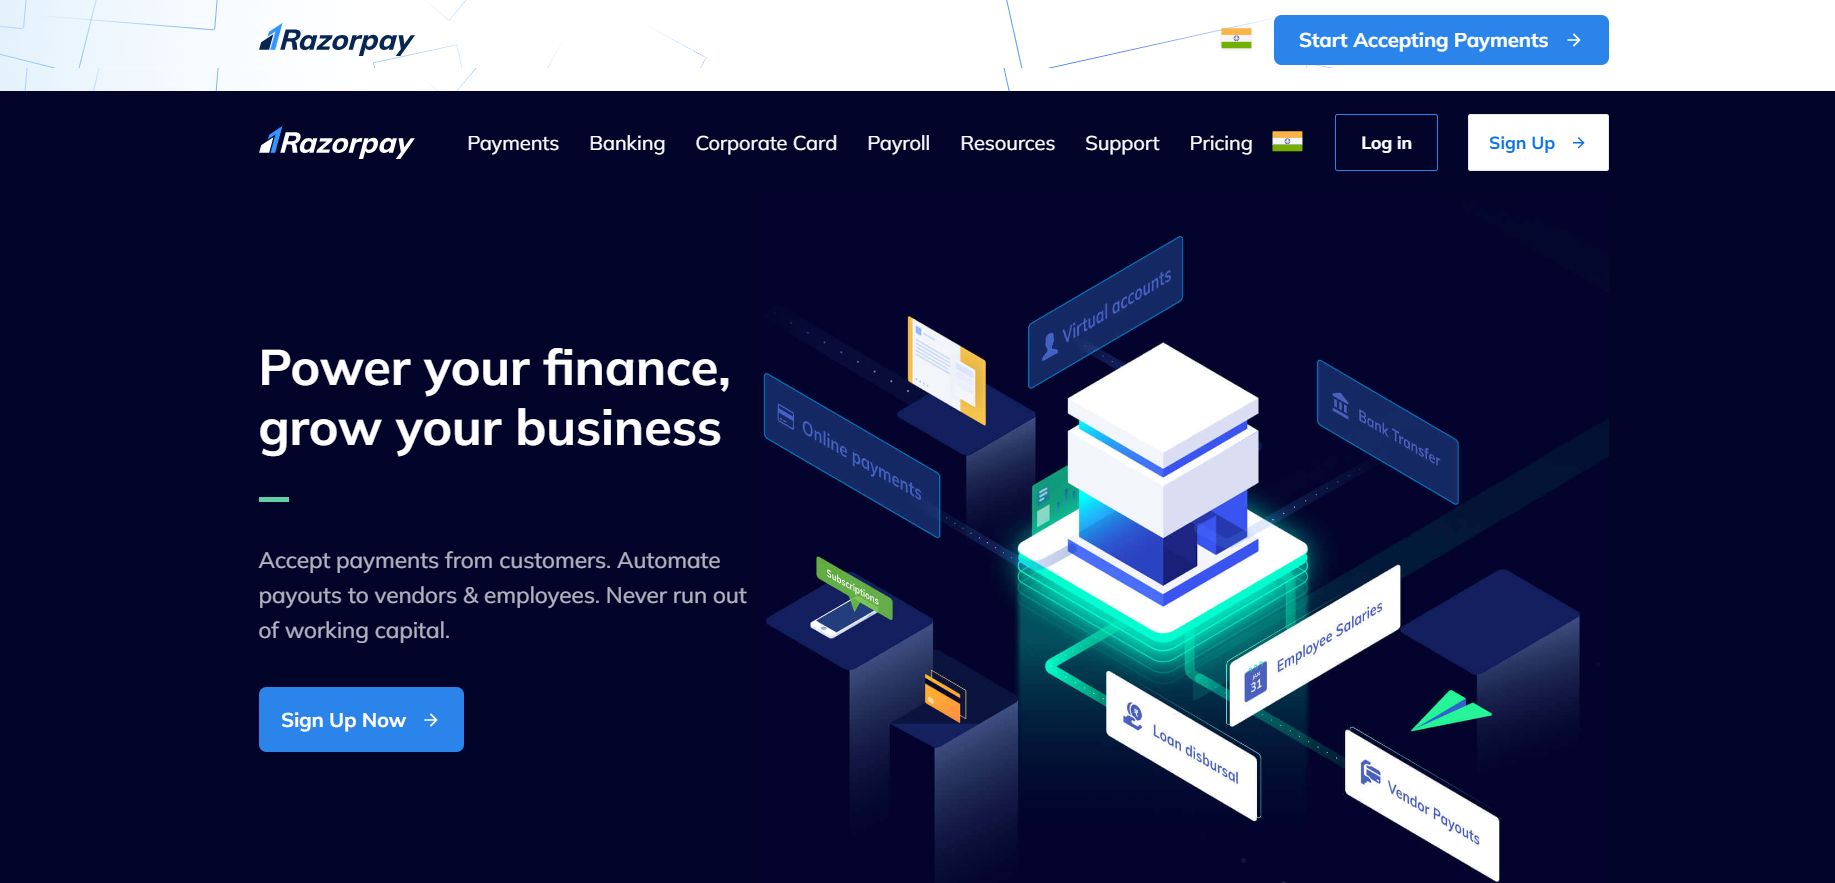 Razorpay
Start Accepting Payments
Razorpay
Payments
Banking
Corporate Card
Payroll
Resources
Support
Pricing
Log in
Sign Up
Power your finance,
grow your business
Accept payments from customers. Automate
payouts to vendors & employees. Never run out
of working capital.
Sign Up Now
Virtual accounts
Online payments
Bank Transfer
Subscriptions
JAN
31
Employee Salaries
Loan disbursal
Vendor Payouts